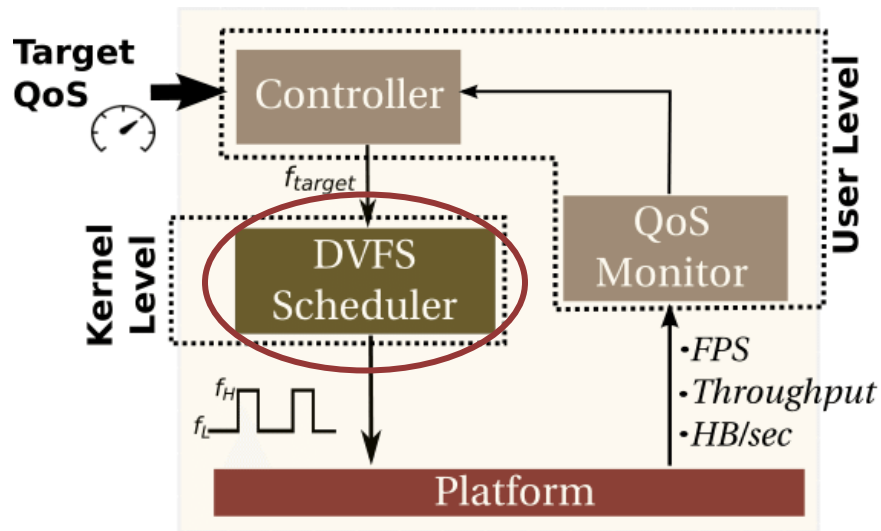 Target
QoS
Controller
User Level
f_target
Kernel
Level
DVFS
Scheduler
QoS
Monitor
f_H
f_L
•FPS
•Throughput
•HB/sec
Platform